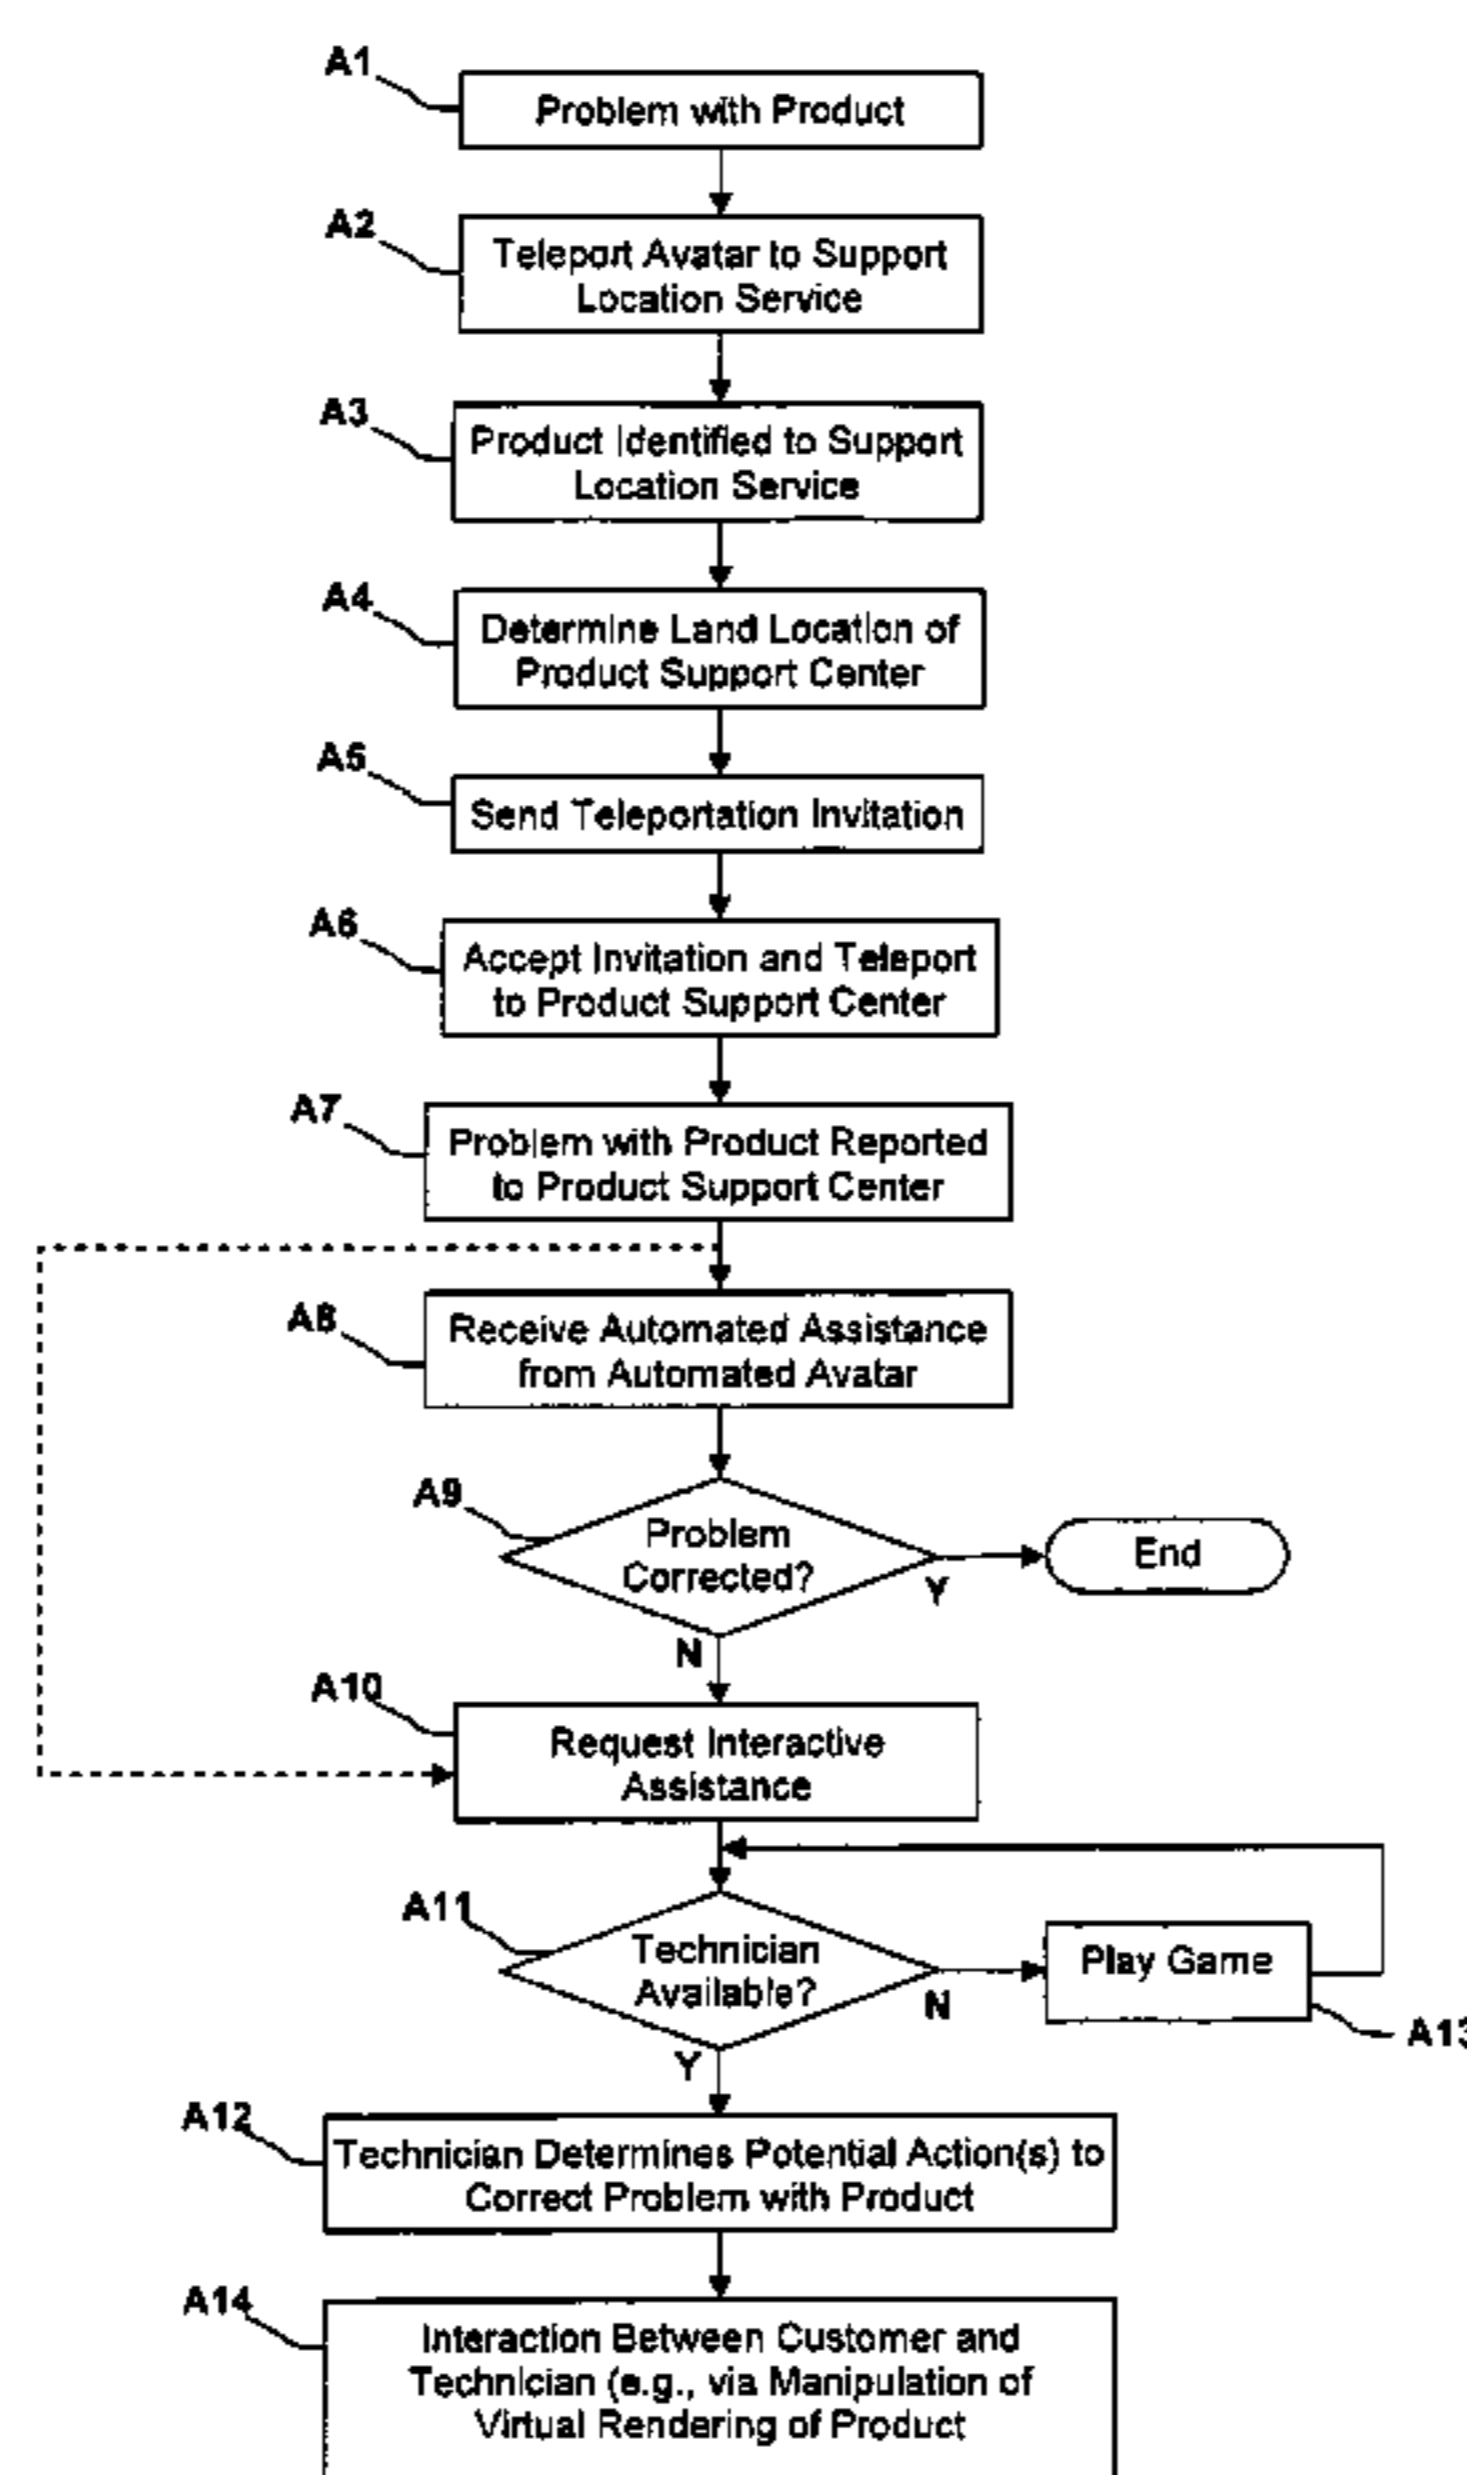 A1
Problem with Product
A2
Teleport Avatar to Support
Location Service
A3
Product Identified to Support
Location Service
A4
Determine Land Location of
Product Support Center
A5
Send Teleportation Invitation
A6
Accept Invitation and Teleport
to Product Support Center
A7
Problem with Product Reported
to Product Support Center
A8
Receive Automated Assistance
from Automated Avatar
A9
Problem
Corrected?
Y
End
N
A10
Request Interactive
Assistance
A11
Technician
Available?
N
Play Game
A13
Y
A12
Technician Determines Potential Action(s) to
Correct Problem with Product
A14
Interaction Between Customer and
Technician (e.g., via Manipulation of
Virtual Rendering of Product